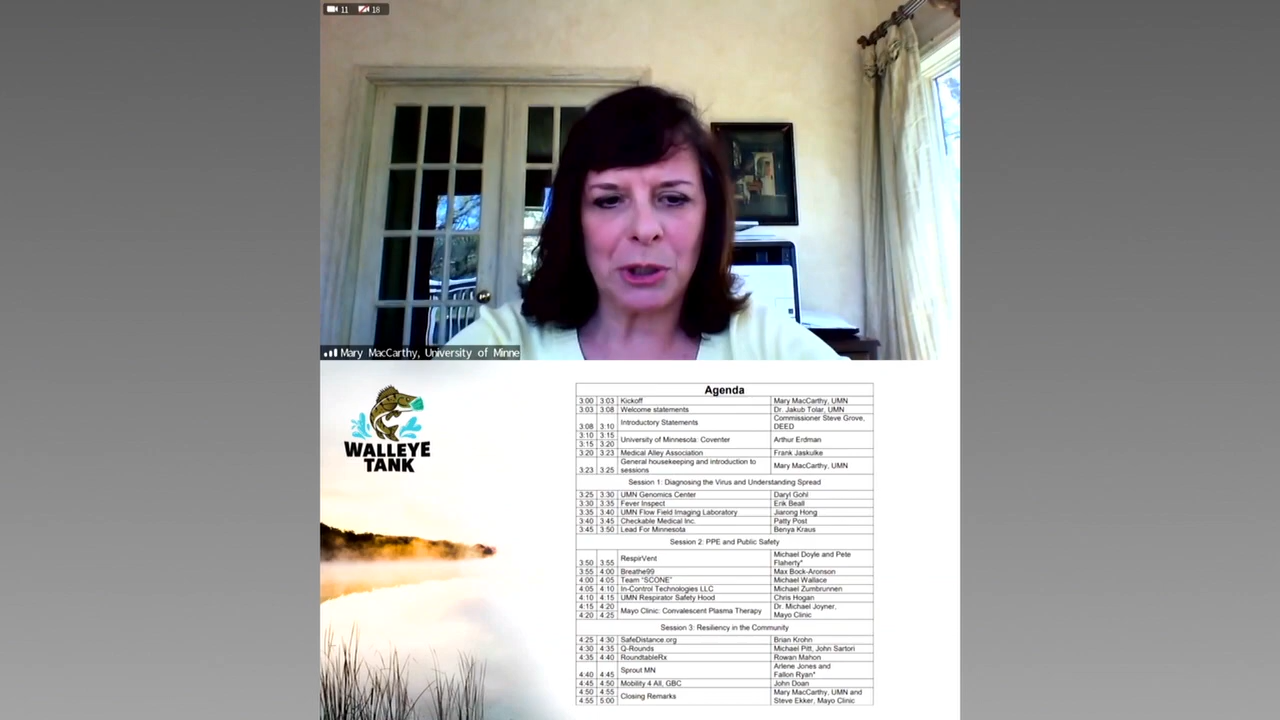 11 18
Mary MacCarthy, University of Minne
WALLEYE
TANK
Agenda
3:00 3:03 Kickoff Mary MacCarthy, UMN
3:03 3:08 Welcome statements Dr. Jakub Tolar, UMN
3:08 3:10 Introductory Statements Commissioner Steve Grove,
DEED
3:10 3:15
3:15 3:20 University of Minnesota: Coventer Arthur Erdman
3:20 3:23 Medical Alley Association Frank Jaskulke
3:23 3:25 General housekeeping and introduction to
sessions Mary MacCarthy, UMN
Session 1: Diagnosing the Virus and Understanding Spread
3:25 3:30 UMN Genomics Center Daryl Gohl
3:30 3:35 Fever Inspect Erik Beall
3:35 3:40 UMN Flow Field Imaging Laboratory Jiarong Hong
3:40 3:45 Checkable Medical Inc. Patty Post
3:45 3:50 Lead For Minnesota Benya Kraus
Session 2: PPE and Public Safety
3:50 3:55 RespirVent Michael Doyle and Pete
Flaherty*
3:55 4:00 Breathe99 Max Bock-Aronson
4:00 4:05 Team "SCONE" Michael Wallace
4:05 4:10 In-Control Technologies LLC Michael Zumbrunnen
4:10 4:15 UMN Respirator Safety Hood Chris Hogan
4:15 4:20
4:20 4:25 Mayo Clinic: Convalescent Plasma Therapy Dr. Michael Joyner,
Mayo Clinic
Session 3: Resiliency in the Community
4:25 4:30 SafeDistance.org Brian Krohn
4:30 4:35 Q-Rounds Michael Pitt, John Sartori
4:35 4:40 RoundtableRx Rowan Mahon
4:40 4:45 Sprout MN Arlene Jones and
Fallon Ryan*
4:45 4:50 Mobility 4 All, GBC John Doan
4:50 4:55
4:55 5:00 Closing Remarks Mary MacCarthy, UMN and
Steve Ekker, Mayo Clinic